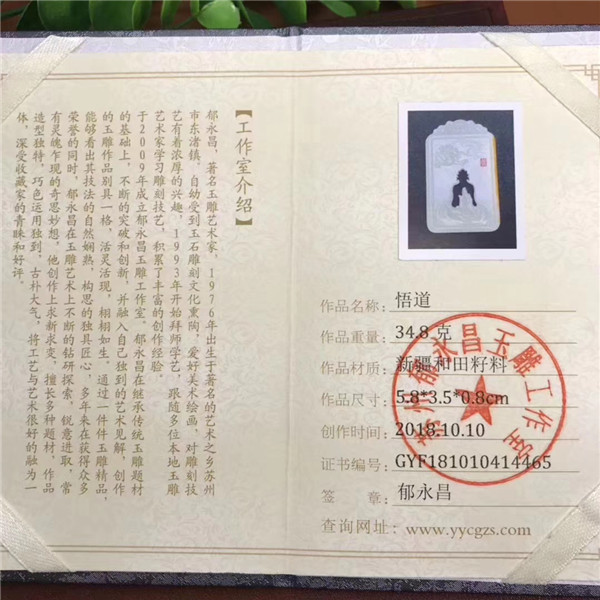 【工作室介绍】
郁永昌,著名玉雕艺术家,1976年出生于著名的艺术之乡苏州
市东渚镇,自幼受到玉石雕刻文化熏陶,爱好美术绘画,对雕刻技
艺有着浓厚的兴趣,1993年开始拜师学艺,跟随多位本地玉雕
艺术家学习雕刻技艺,积累了丰富的创作经验。
于2009年成立郁永昌玉雕工作室。郁永昌在继承传统玉雕题材
的基础上,不断的突破和创新,并融入自己独到的艺术见解,创作
的玉雕作品别具一格,活灵活现,栩栩如生。通过一件件玉雕精品,
能够看出其技法的自然娴熟,构思的独具匠心,多年来在获得众多
荣誉的同时,郁永昌在玉雕艺术上不断的钻研探索,锐意进取,常
有灵魄乍现的奇思妙想,他创作上求新求变,擅长多种题材,作品
造型独特,巧色运用独到,古朴大气,将工艺与艺术很好的融为一
体,深受收藏家的青睐和好评。
作品名称:悟道
作品重量:34.8 克
作品材质:新疆和田籽料
作品尺寸:5.8*3.5*0.8cm
创作时间:2018.10.10
证书编号:GYF181010414465
签 章:郁永昌
查询网址:www.yycgzs.com
苏州郁永昌玉雕工作室